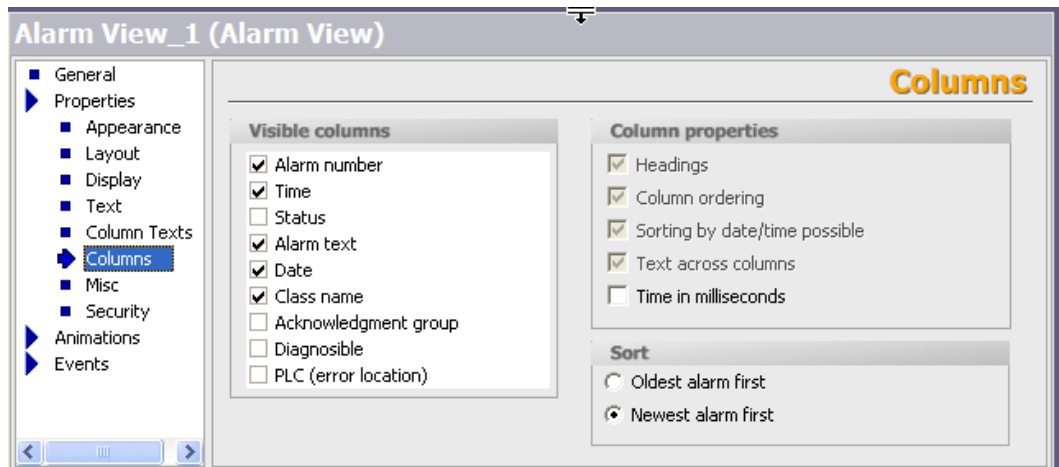 Alarm View_1 (Alarm View)
General
Properties
Appearance
Layout
Display
Text
Column Texts
Columns
Misc
Security
Animations
Events
Columns
Visible columns
Alarm number
Time
Status
Alarm text
Date
Class name
Acknowledgment group
Diagnosible
PLC (error location)
Column properties
Headings
Column ordering
Sorting by date/time possible
Text across columns
Time in milliseconds
Sort
Oldest alarm first
Newest alarm first